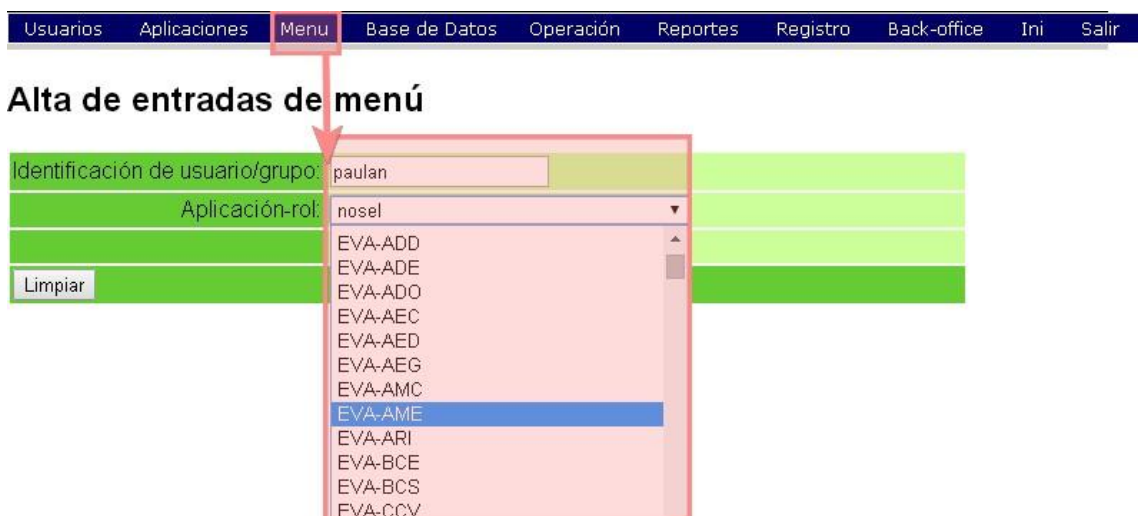 Usuarios Aplicaciones Menu Base de Datos Operación Reportes Registro Back-office Ini Salir
Alta de entradas de menú
Identificación de usuario/grupo: paulan
Aplicación-rol: nosel
EVA-ADD
EVA-ADE
EVA-ADO
Limpiar
EVA-AEC
EVA-AED
EVA-AEG
EVA-AMC
EVA-AME
EVA-ARI
EVA-BCE
EVA-BCS
EVA-CCV